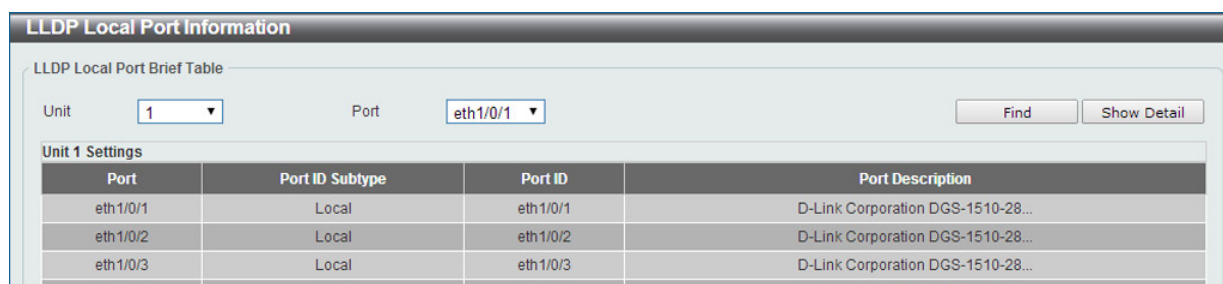 LLDP Local Port Information
LLDP Local Port Brief Table
Unit 1 Port eth1/0/1 Find Show Detail
Unit 1 Settings
Port Port ID Subtype Port ID Port Description
eth1/0/1 Local eth1/0/1 D-Link Corporation DGS-1510-28...
eth1/0/2 Local eth1/0/2 D-Link Corporation DGS-1510-28...
eth1/0/3 Local eth1/0/3 D-Link Corporation DGS-1510-28...